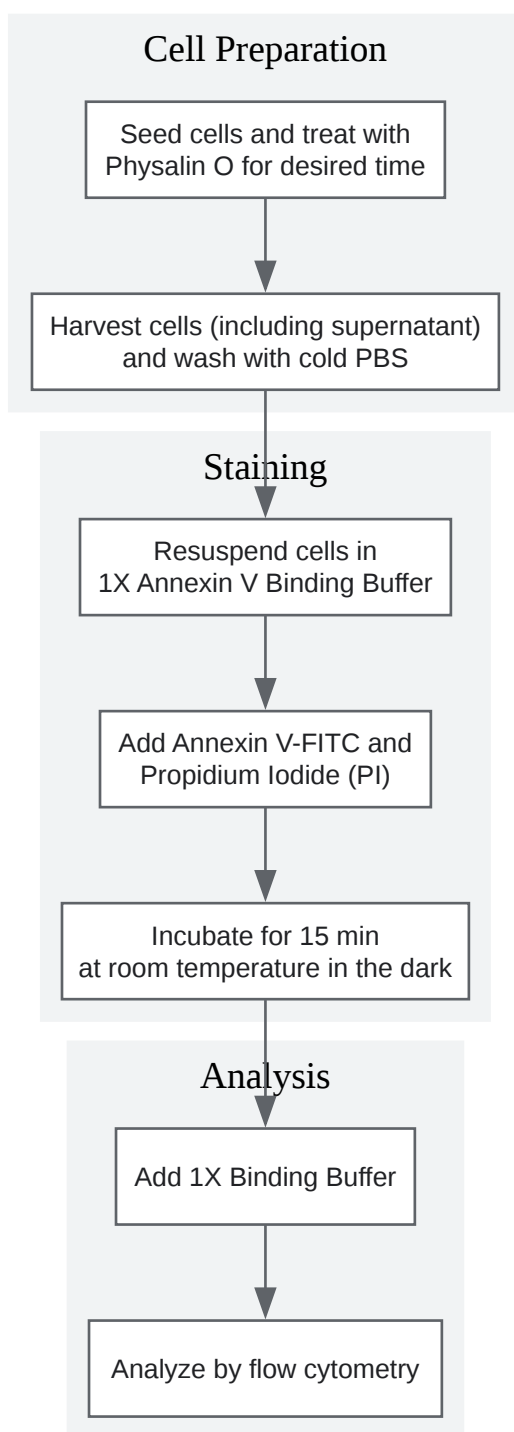 Cell Preparation
Seed cells and treat with
Physalin O for desired time
Harvest cells (including supernatant)
and wash with cold PBS
Staining
Resuspend cells in
1X Annexin V Binding Buffer
Add Annexin V-FITC and
Propidium Iodide (PI)
Incubate for 15 min
at room temperature in the dark
Analysis
Add 1X Binding Buffer
Analyze by flow cytometry